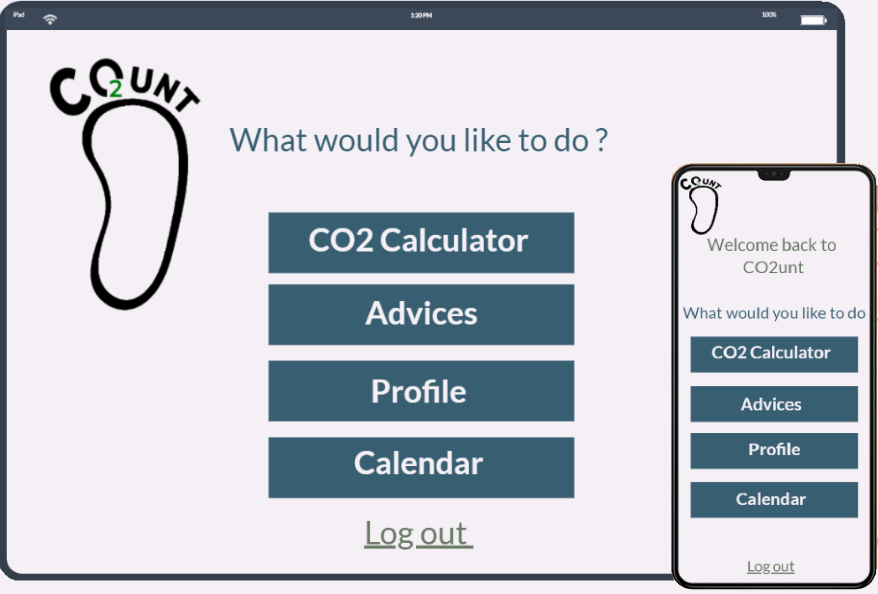 iPad
1:20 PM
100%
CO2UNT
What would you like to do ?
CO2 Calculator
Advices
Profile
Calendar
Log out
COUNT
Welcome back to
CO2unt
What would you like to do
CO2 Calculator
Advices
Profile
Calendar
Log out